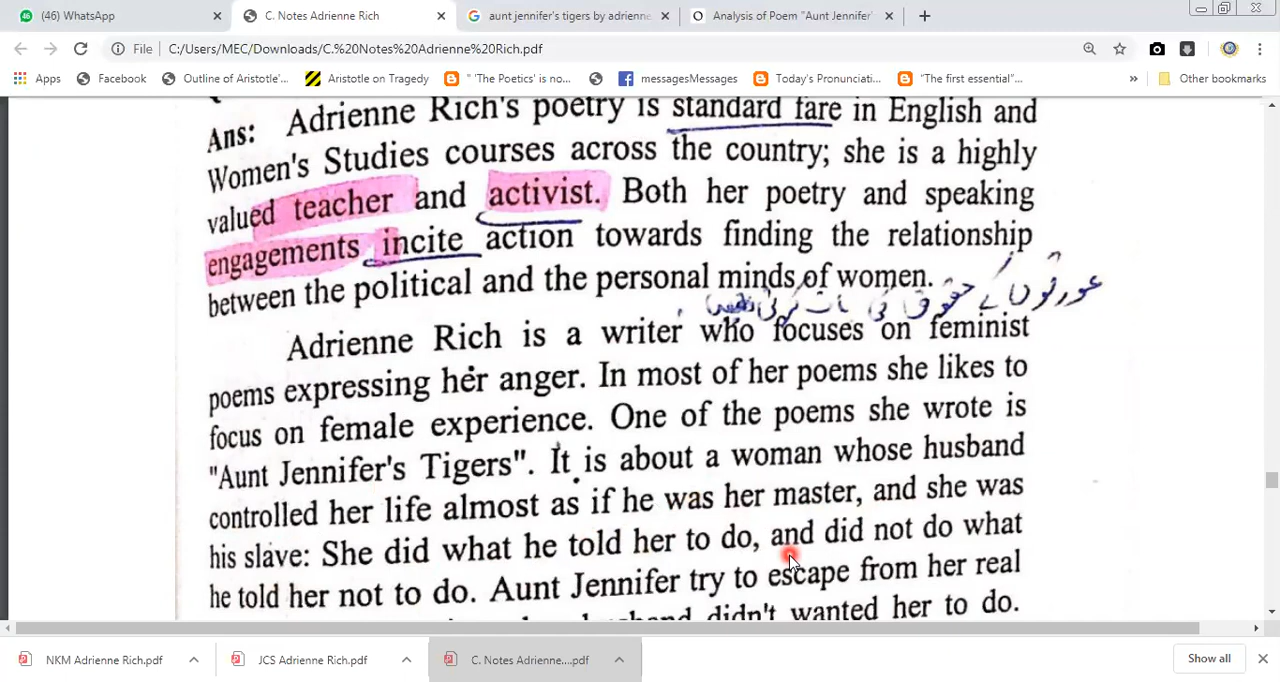 (46) WhatsApp
C. Notes Adrienne Rich
aunt jennifer's tigers by adrienne
Analysis of Poem "Aunt Jennifer'
File C:/Users/MEC/Downloads/C.%20Notes%20Adrienne%20Rich.pdf
Apps Facebook Outline of Aristotle'... Aristotle on Tragedy " 'The Poetics' is no... messagesMessages Today's Pronunciati... "The first essential"... » Other bookmarks
Ans: Adrienne Rich's poetry is standard fare in English and
Women's Studies courses across the country; she is a highly
valued teacher and activist. Both her poetry and speaking
engagements incite action towards finding the relationship
between the political and the personal minds of women.
عورتوں کے حقوق کی بات کرتی
Adrienne Rich is a writer who focuses on feminist
poems expressing her anger. In most of her poems she likes to
focus on female experience. One of the poems she wrote is
"Aunt Jennifer's Tigers". It is about a woman whose husband
controlled her life almost as if he was her master, and she was
his slave: She did what he told her to do, and did not do what
he told her not to do. Aunt Jennifer try to escape from her real
didn't wanted her to do.
NKM Adrienne Rich.pdf JCS Adrienne Rich.pdf C. Notes Adrienne....pdf Show all